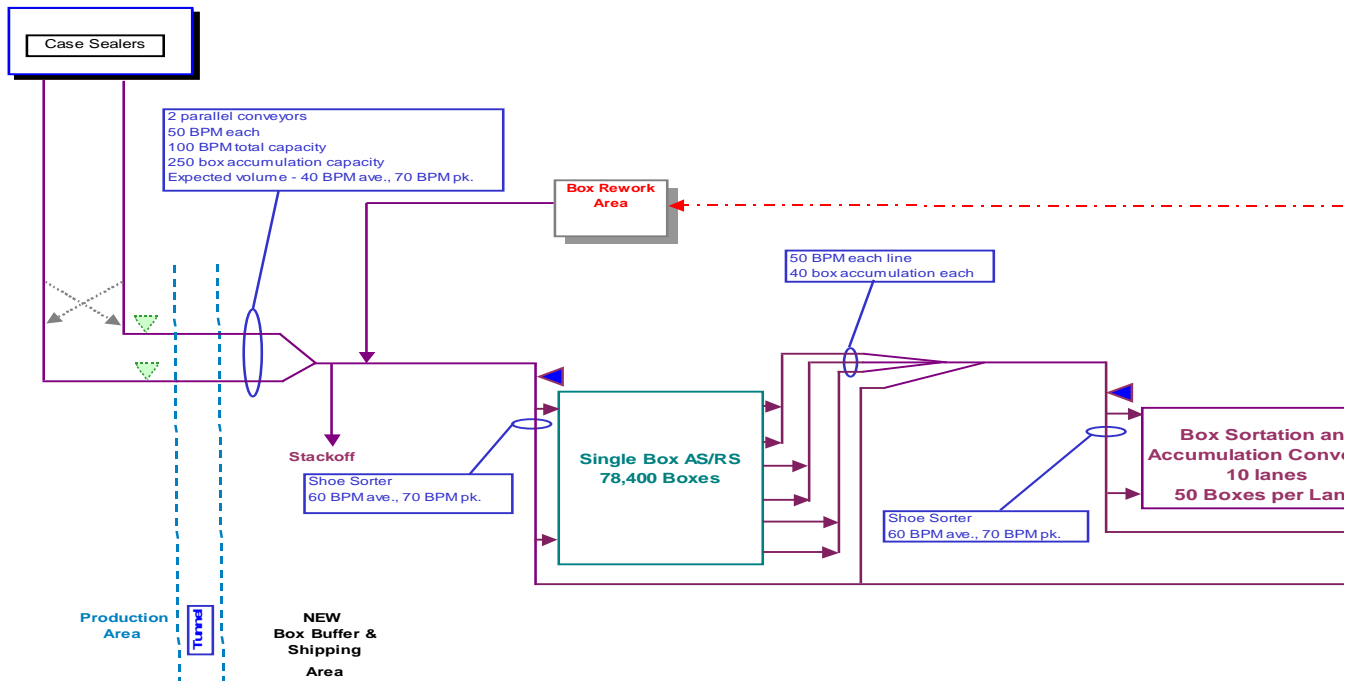 Case Sealers
2 parallel conveyors
50 BPM each
100 BPM total capacity
250 box accumulation capacity
Expected volume - 40 BPM ave., 70 BPM pk.
Box Rework
Area
50 BPM each line
40 box accumulation each
Stackoff
Shoe Sorter
60 BPM ave., 70 BPM pk.
Single Box AS/RS
78,400 Boxes
Box Sortation an
Accumulation Conve
10 lanes
50 Boxes per Lan
Shoe Sorter
60 BPM ave., 70 BPM pk.
Production
Area
Tunnel
NEW
Box Buffer &
Shipping
Area